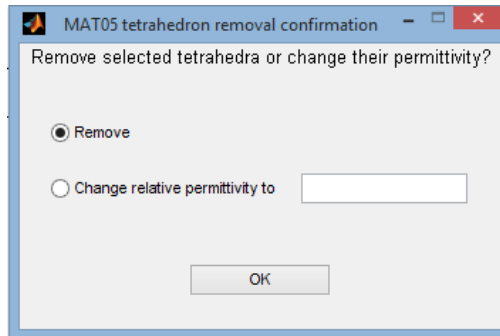 MAT05 tetrahedron removal confirmation
Remove selected tetrahedra or change their permittivity?
Remove
Change relative permittivity to
OK